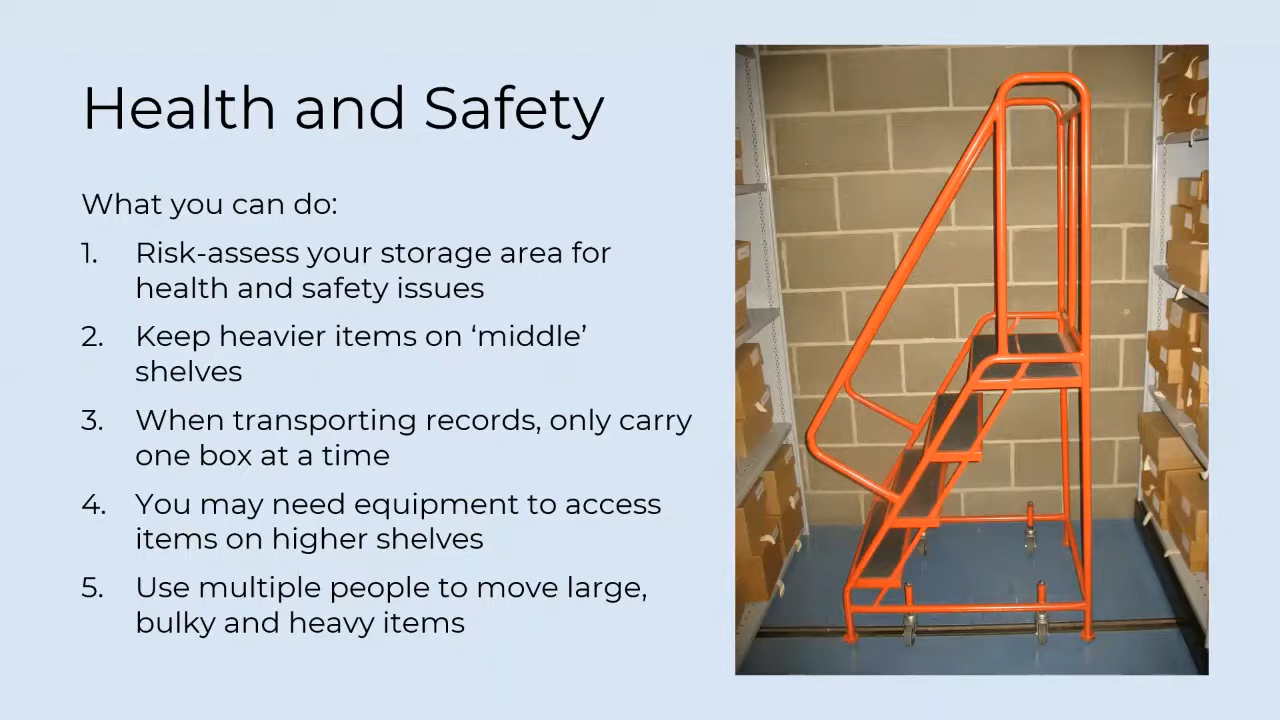 Health and Safety
What you can do:
1. Risk-assess your storage area for
health and safety issues
2. Keep heavier items on ‘middle’
shelves
3. When transporting records, only carry
one box at a time
4. You may need equipment to access
items on higher shelves
5. Use multiple people to move large,
bulky and heavy items